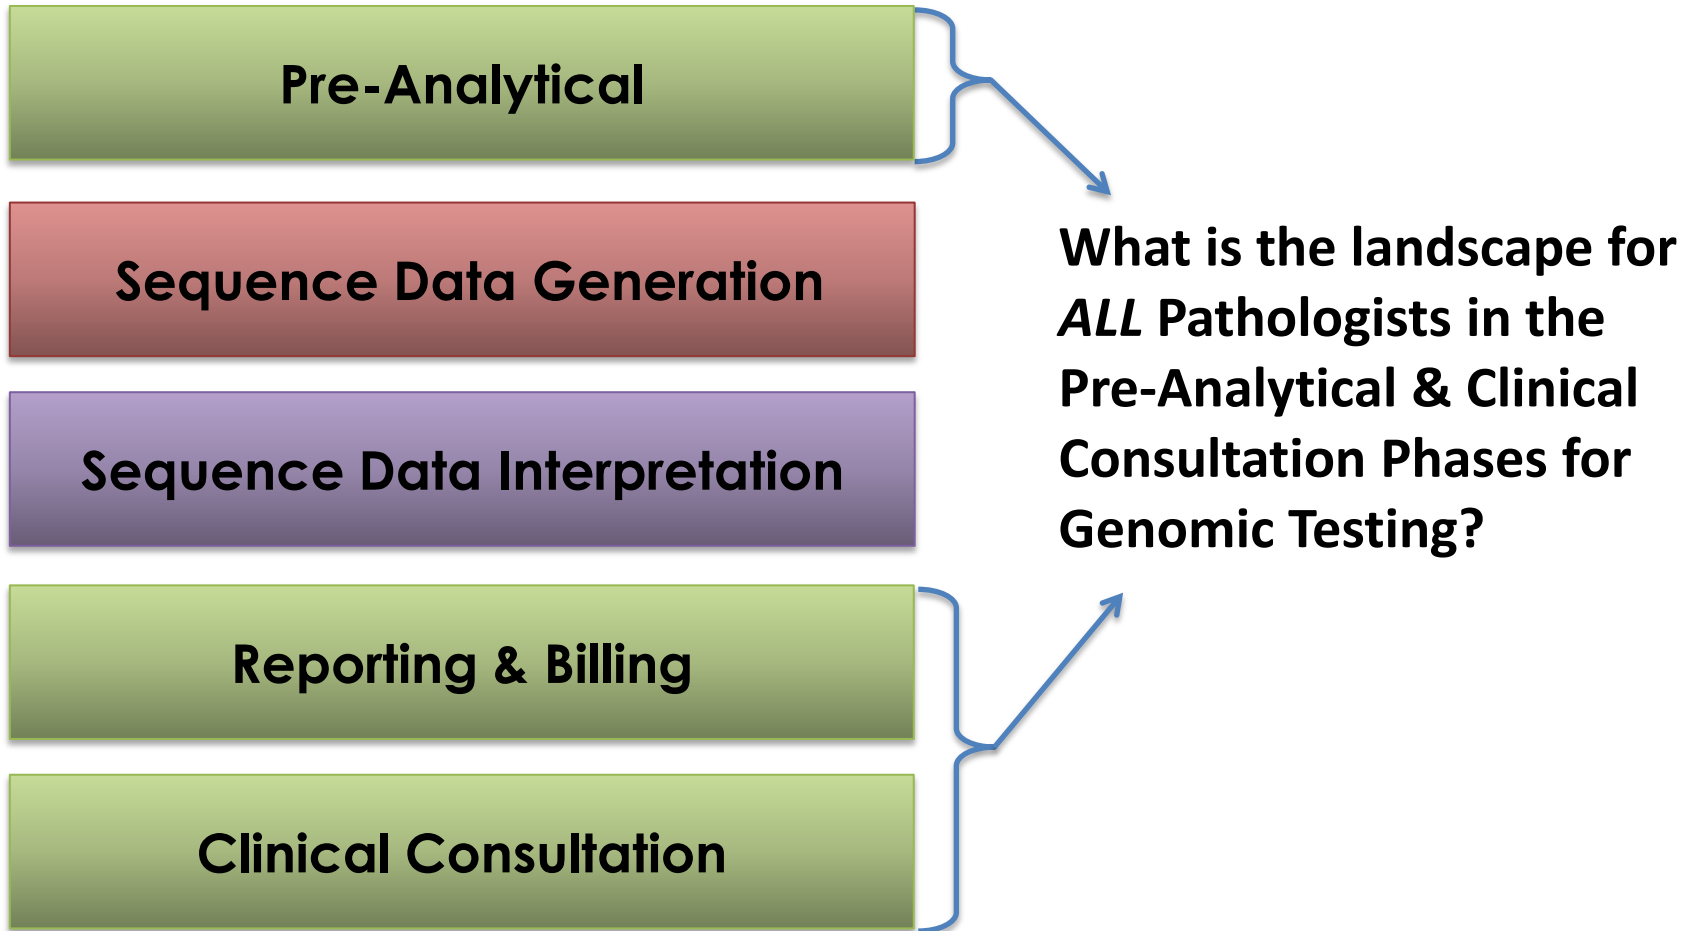 Pre-Analytical
Sequence Data Generation
Sequence Data Interpretation
Reporting & Billing
Clinical Consultation
What is the landscape for
ALL Pathologists in the
Pre-Analytical & Clinical
Consultation Phases for
Genomic Testing?